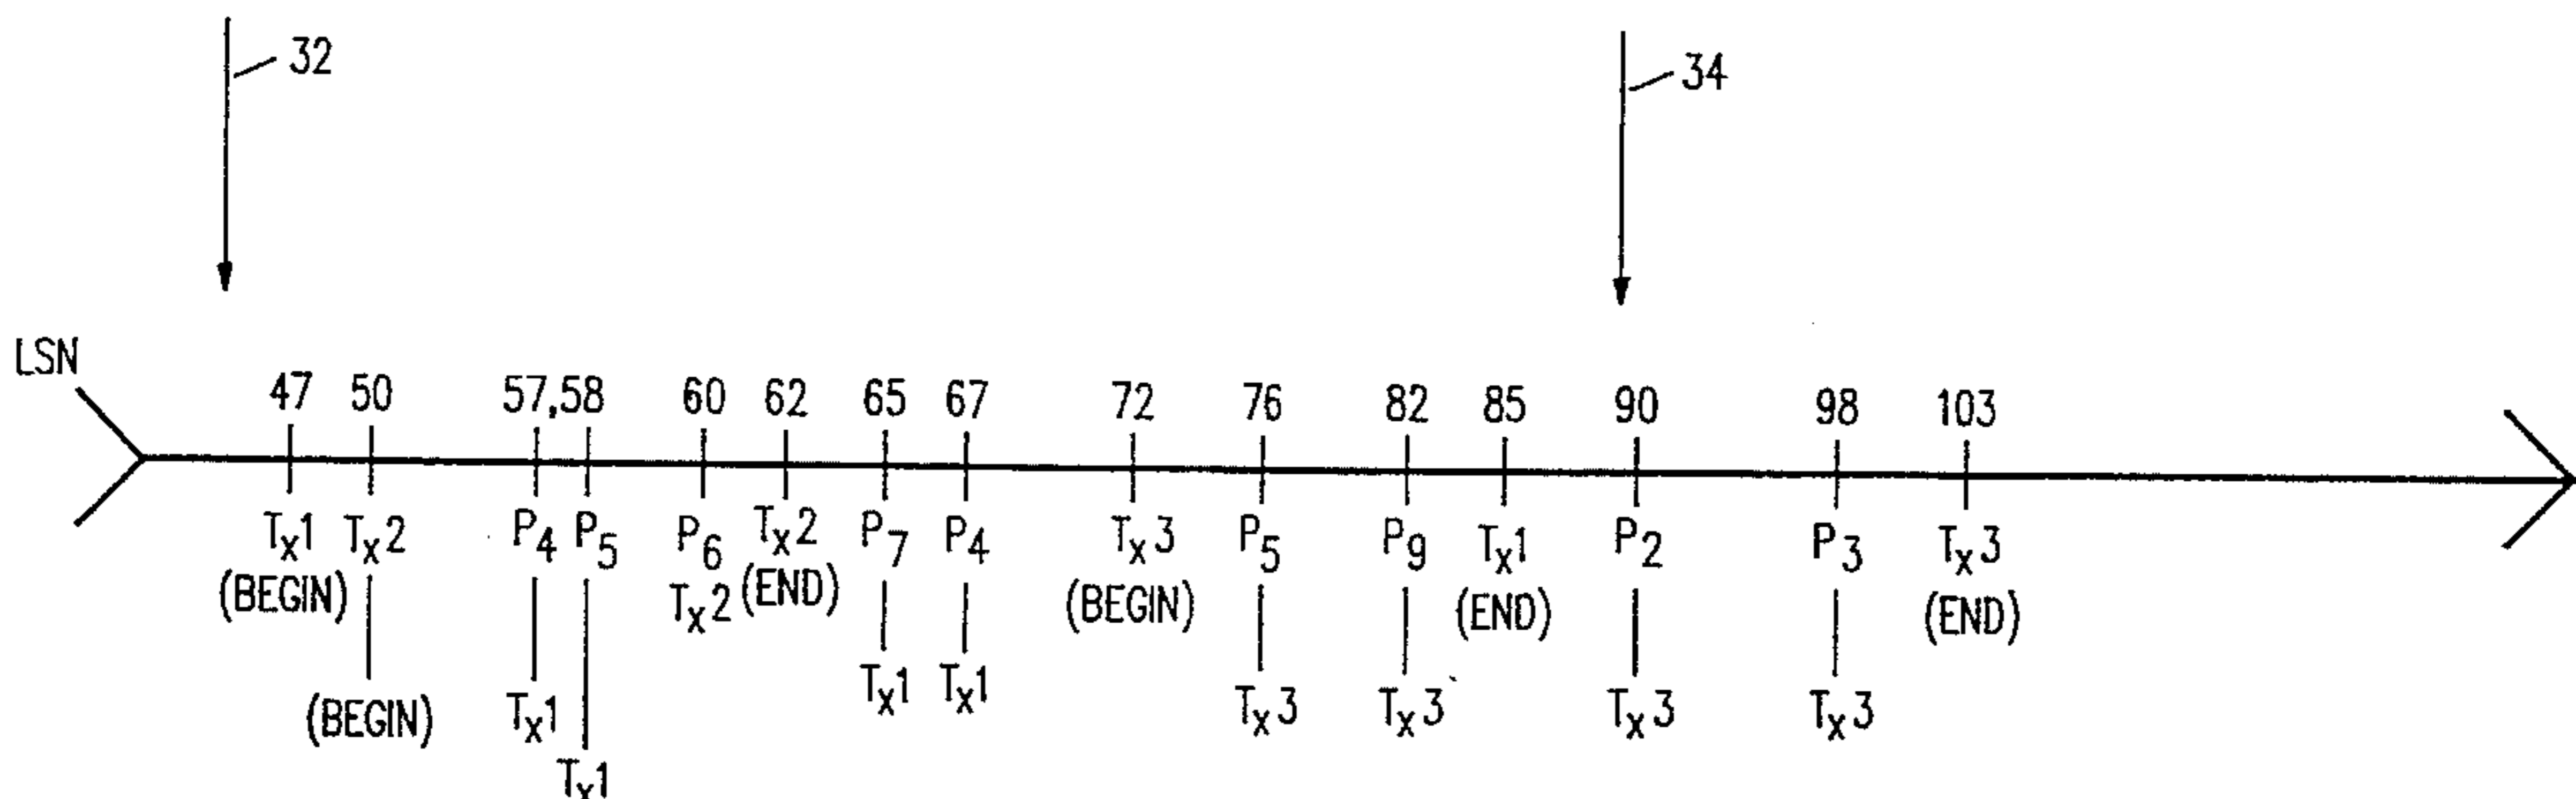 32
34
LSN
47 50 57,58 60 62 65 67 72 76 82 85 90 98 103
Tx1 Tx2 P4 P5 P6 Tx2 P7 P4 Tx3 P5 P9 Tx1 P2 P3 Tx3
(BEGIN) Tx2 (END) (BEGIN) (END) (END)
(BEGIN) Tx1 Tx1 Tx1 Tx3 Tx3 Tx3 Tx3
Tx1